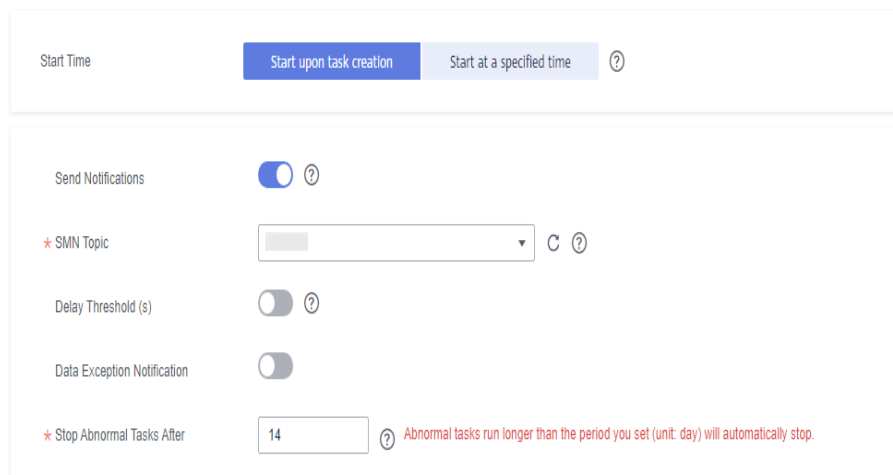 Start Time Start upon task creation Start at a specified time ?
Send Notifications ?
* SMN Topic ?
Delay Threshold (s) ?
Data Exception Notification
* Stop Abnormal Tasks After 14 ? Abnormal tasks run longer than the period you set (unit: day) will automatically stop.